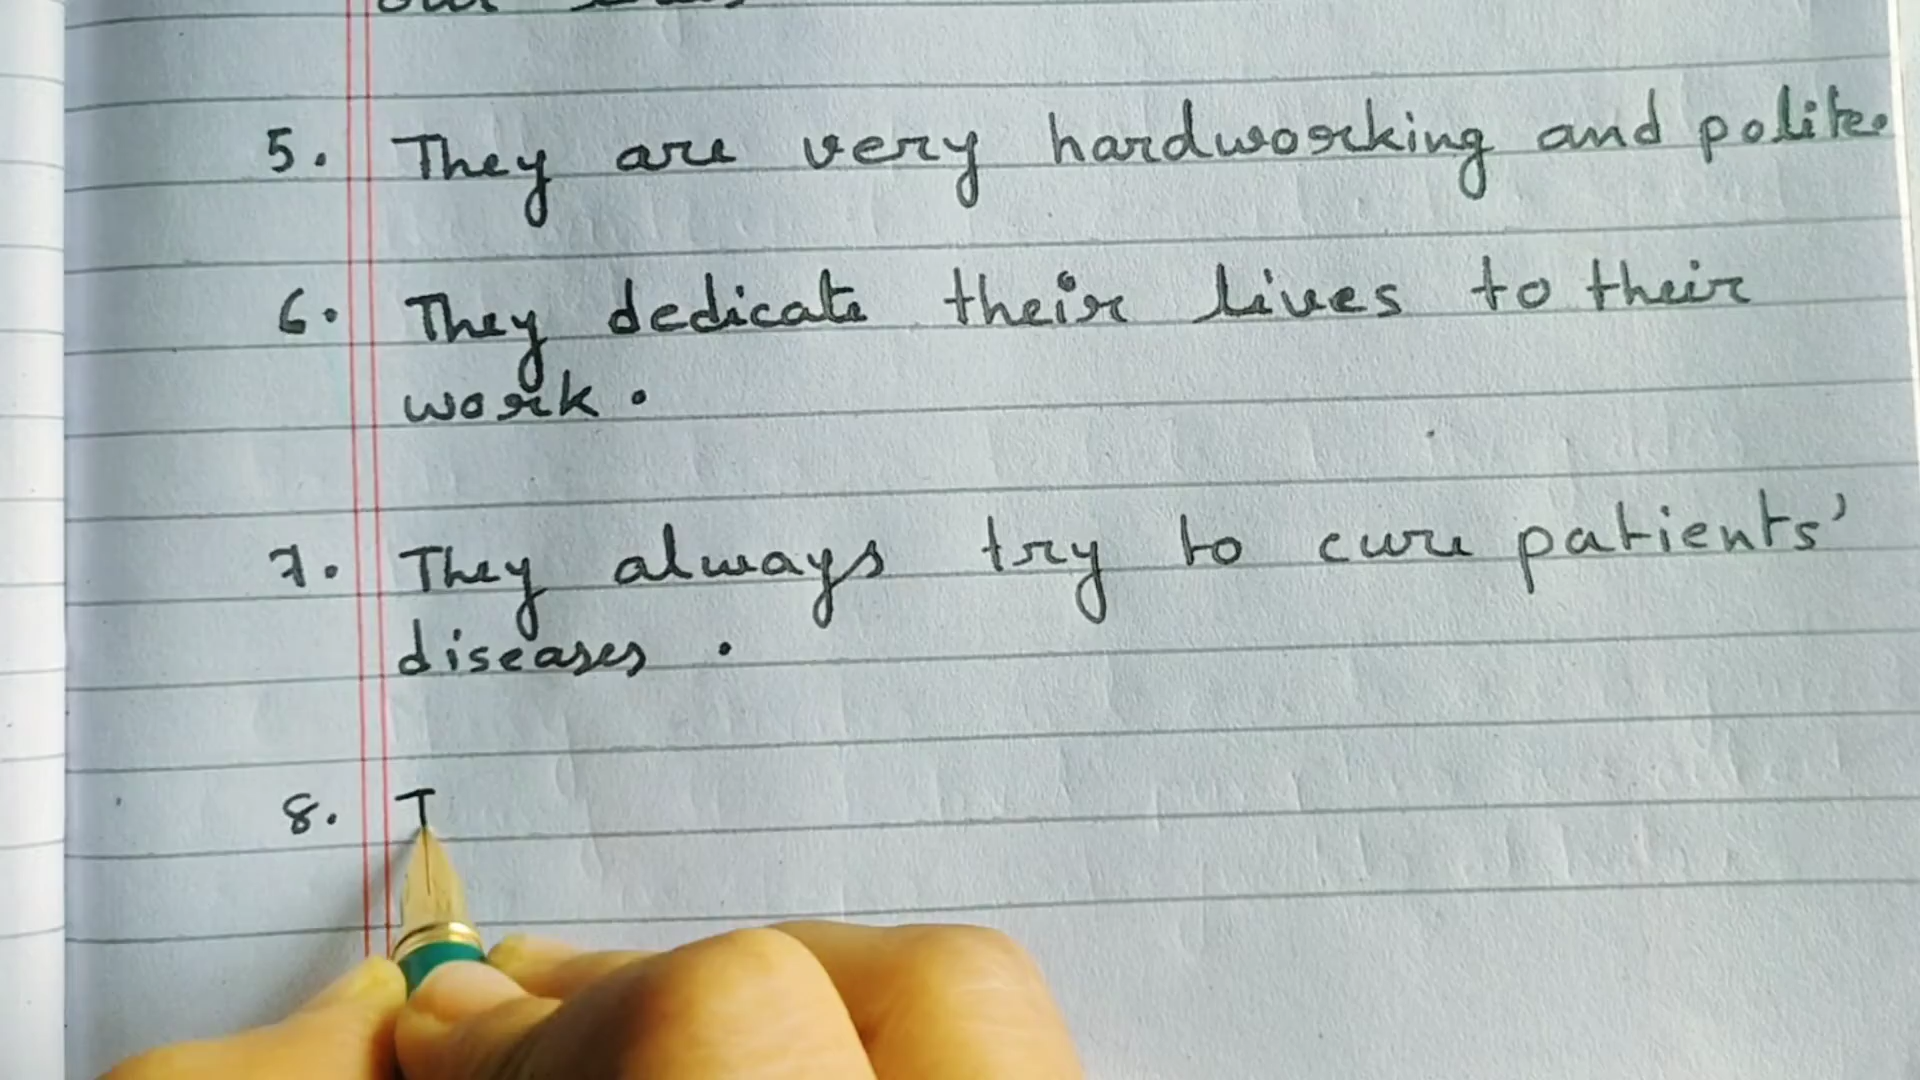 5. They are very hardworking and polite.
6. They dedicate their lives to their
work.
7. They always try to cure patients'
diseases.
8. T